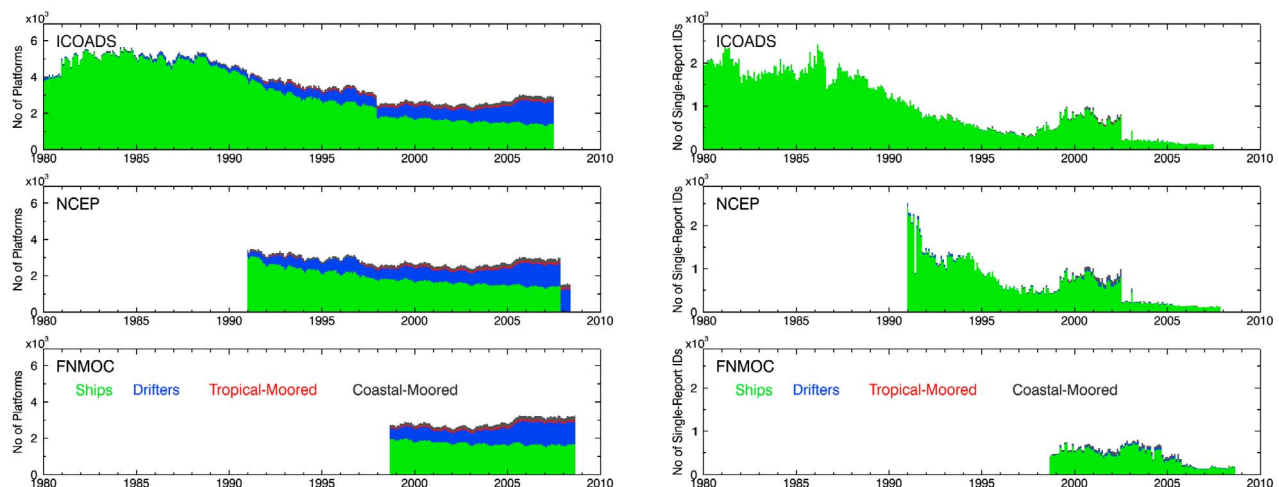 x10³
ICOADS
No of Platforms
6
4
2
0
1980 1985 1990 1995 2000 2005 2010
x10³
NCEP
No of Platforms
6
4
2
0
1980 1985 1990 1995 2000 2005 2010
x10³
FNMOC
No of Platforms
Ships Drifters Tropical-Moored Coastal-Moored
6
4
2
0
1980 1985 1990 1995 2000 2005 2010
x10³
ICOADS
No of Single-Report IDs
2
1
0
1980 1985 1990 1995 2000 2005 2010
x10³
NCEP
No of Single-Report IDs
2
1
0
1980 1985 1990 1995 2000 2005 2010
x10³
FNMOC
No of Single-Report IDs
Ships Drifters Tropical-Moored Coastal-Moored
2
1
0
1980 1985 1990 1995 2000 2005 2010